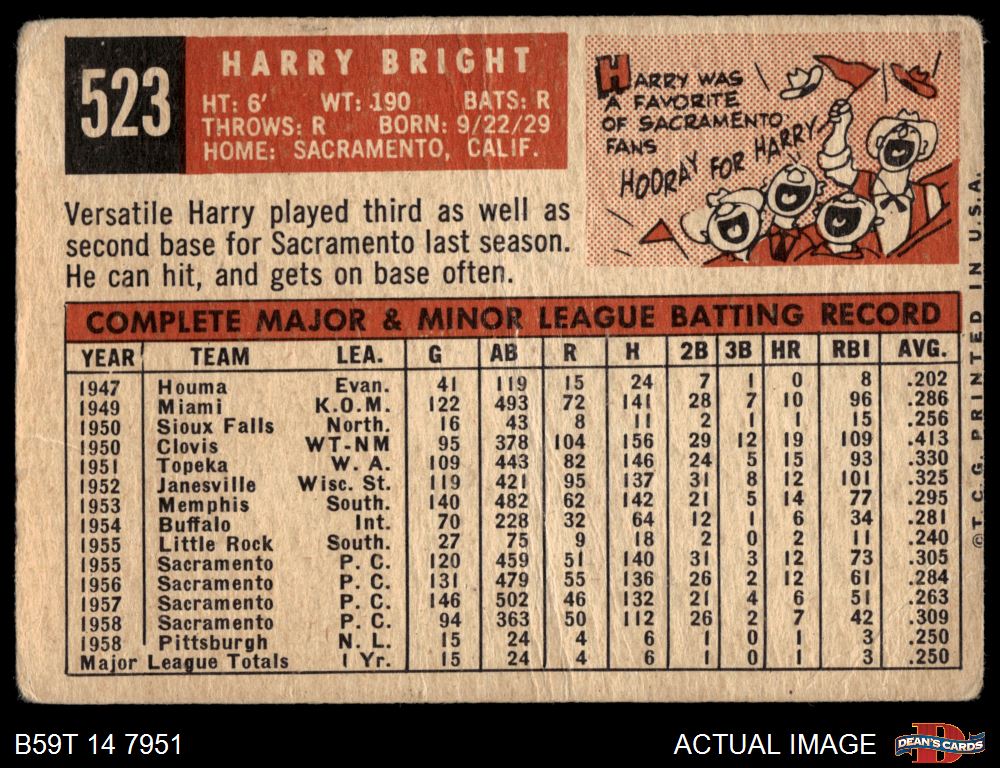 523
HARRY BRIGHT
HT: 6' WT: 190 BATS: R
THROWS: R BORN: 9/22/29
HOME: SACRAMENTO, CALIF.
HARRY WAS
A FAVORITE
OF SACRAMENTO
FANS
HOORAY FOR HARRY
Versatile Harry played third as well as
second base for Sacramento last season.
He can hit, and gets on base often.
COMPLETE MAJOR & MINOR LEAGUE BATTING RECORD
YEAR TEAM LEA. G AB R H 2B 3B HR RBI AVG.
1947 Houma Evan. 41 119 15 24 7 1 0 8 .202
1949 Miami K.O.M. 122 493 72 141 28 7 10 96 .286
1950 Sioux Falls North. 16 43 8 11 2 1 1 15 .256
1950 Clovis WT-NM 95 378 104 156 29 12 19 109 .413
1951 Topeka W. A. 109 443 82 146 24 5 15 93 .330
1952 Janesville Wisc. St. 119 421 95 137 31 8 12 101 .325
1953 Memphis South. 140 482 62 142 21 5 14 77 .295
1954 Buffalo Int. 70 228 32 64 12 1 6 34 .281
1955 Little Rock South. 27 75 9 18 2 0 2 11 .240
1955 Sacramento P. C. 120 459 51 140 31 3 12 73 .305
1956 Sacramento P. C. 131 479 55 136 26 2 12 61 .284
1957 Sacramento P. C. 146 502 46 132 21 4 6 51 .263
1958 Sacramento P. C. 94 363 50 112 26 2 7 42 .309
1958 Pittsburgh N. L. 15 24 4 6 1 0 1 3 .250
Major League Totals 1 Yr. 15 24 4 6 1 0 1 3 .250
©T. C. G. PRINTED IN U.S.A.
B59T 14 7951
ACTUAL IMAGE
D
DEAN'S CARDS